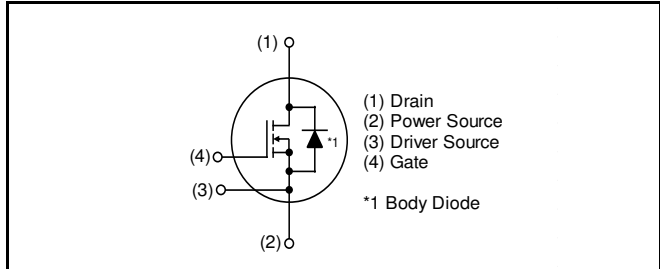 (1)
(1) Drain
(2) Power Source
(3) Driver Source
(4) Gate
*1
(4)
(3)
*1 Body Diode
(2)